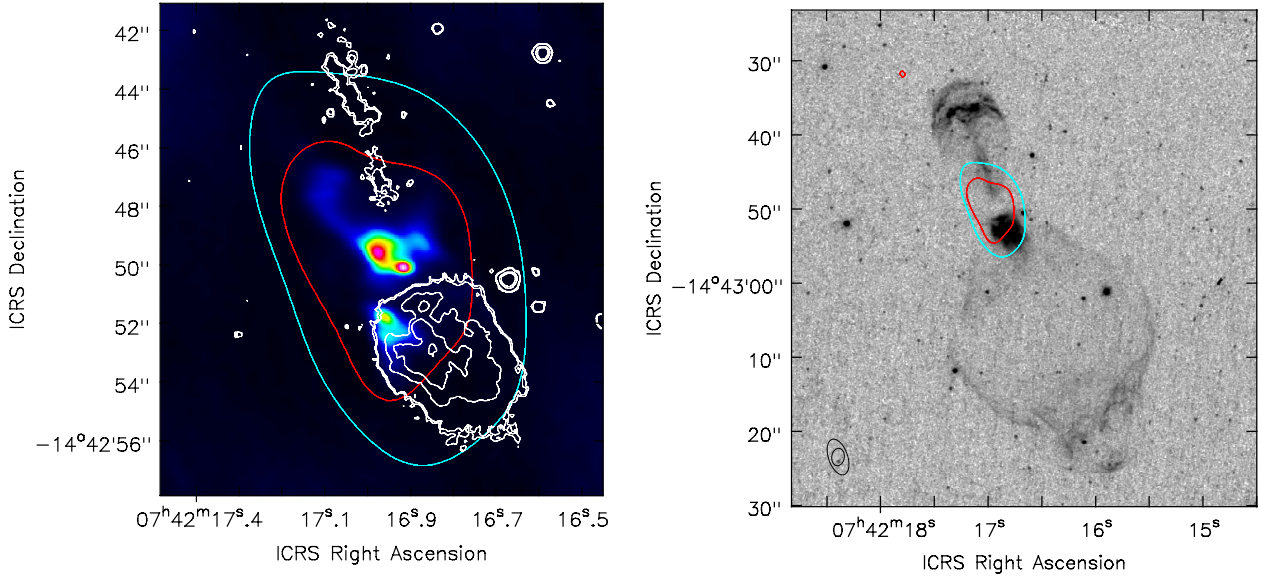 42"
44"
46"
48"
50"
52"
54"
−14°42'56"
07ʰ42ᵐ17ˢ.4
17ˢ.1
16ˢ.9
16ˢ.7
16ˢ.5
ICRS Right Ascension
ICRS Declination
30"
40"
50"
−14°43'00"
10"
20"
30"
07ʰ42ᵐ18ˢ
17ˢ
16ˢ
15ˢ
ICRS Right Ascension
ICRS Declination